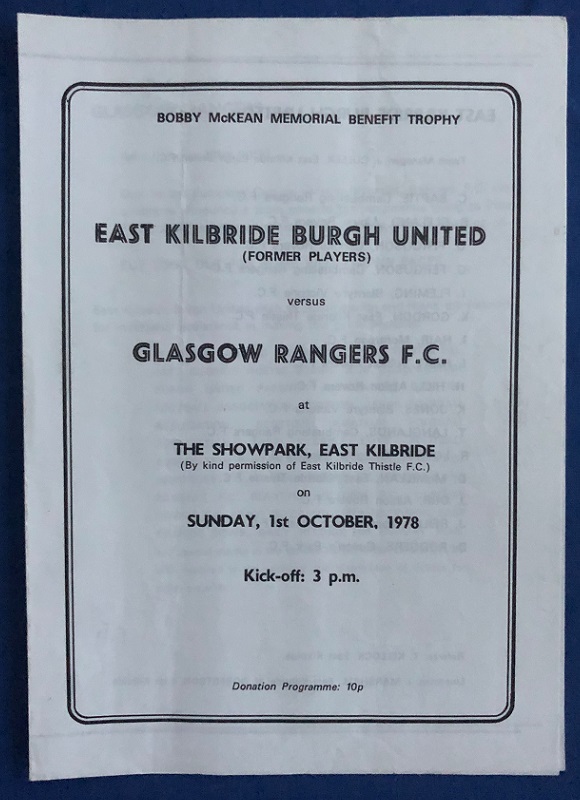 BOBBY McKEAN MEMORIAL BENEFIT TROPHY
EAST KILBRIDE BURGH UNITED
(FORMER PLAYERS)
versus
GLASGOW RANGERS F.C.
at
THE SHOWPARK, EAST KILBRIDE
(By kind permission of East Kilbride Thistle F.C.)
on
SUNDAY, 1st OCTOBER, 1978
Kick-off: 3 p.m.
Donation Programme: 10p